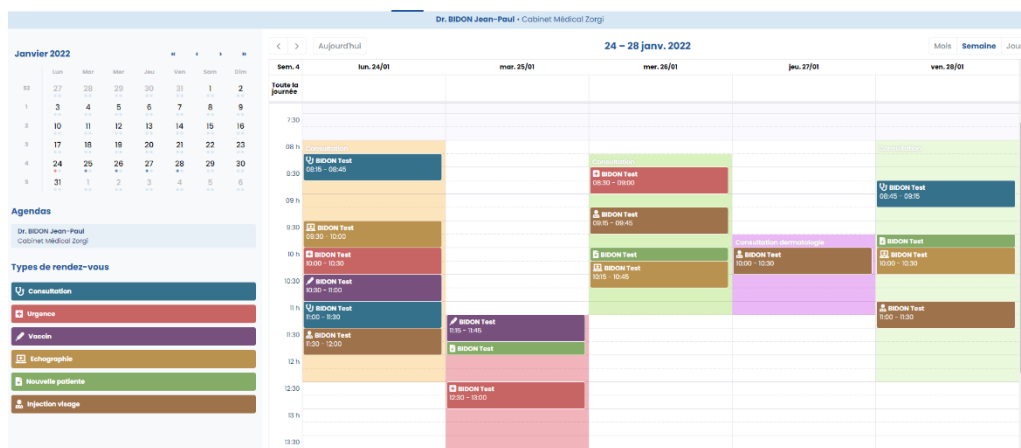 Dr. BIDON Jean-Paul • Cabinet Médical Zorgi
Janvier 2022
« ‹ › »
Lun Mar Mer Jeu Ven Sam Dim
52 27 28 29 30 31 1 2
1 3 4 5 6 7 8 9
2 10 11 12 13 14 15 16
3 17 18 19 20 21 22 23
4 24 25 26 27 28 29 30
5 31 1 2 3 4 5 6
Agendas
Dr. BIDON Jean-Paul
Cabinet Médical Zorgi
Types de rendez-vous
Consultation
Urgence
Vaccin
Echographie
Nouvelle patiente
Injection visage
< > Aujourd'hui
24 – 28 janv. 2022
Mois Semaine Jou
Sem. 4 lun. 24/01 mar. 25/01 mer. 26/01 jeu. 27/01 ven. 28/01
Toute la
journée
7:30
08 h
8:30
09 h
9:30
10 h
10:30
11 h
11:30
12 h
12:30
13 h
13:30
Consultation
BIDON Test
08:15 - 08:45
BIDON Test
09:30 - 10:00
BIDON Test
10:00 - 10:30
BIDON Test
10:30 - 11:00
BIDON Test
11:00 - 11:30
BIDON Test
11:30 - 12:00
BIDON Test
11:15 - 11:45
BIDON Test
BIDON Test
12:30 - 13:00
Consultation
BIDON Test
08:30 - 09:00
BIDON Test
09:15 - 09:45
BIDON Test
BIDON Test
10:15 - 10:45
Consultation dermatologie
BIDON Test
10:00 - 10:30
Consultation
BIDON Test
08:45 - 09:15
BIDON Test
BIDON Test
10:00 - 10:30
BIDON Test
11:00 - 11:30